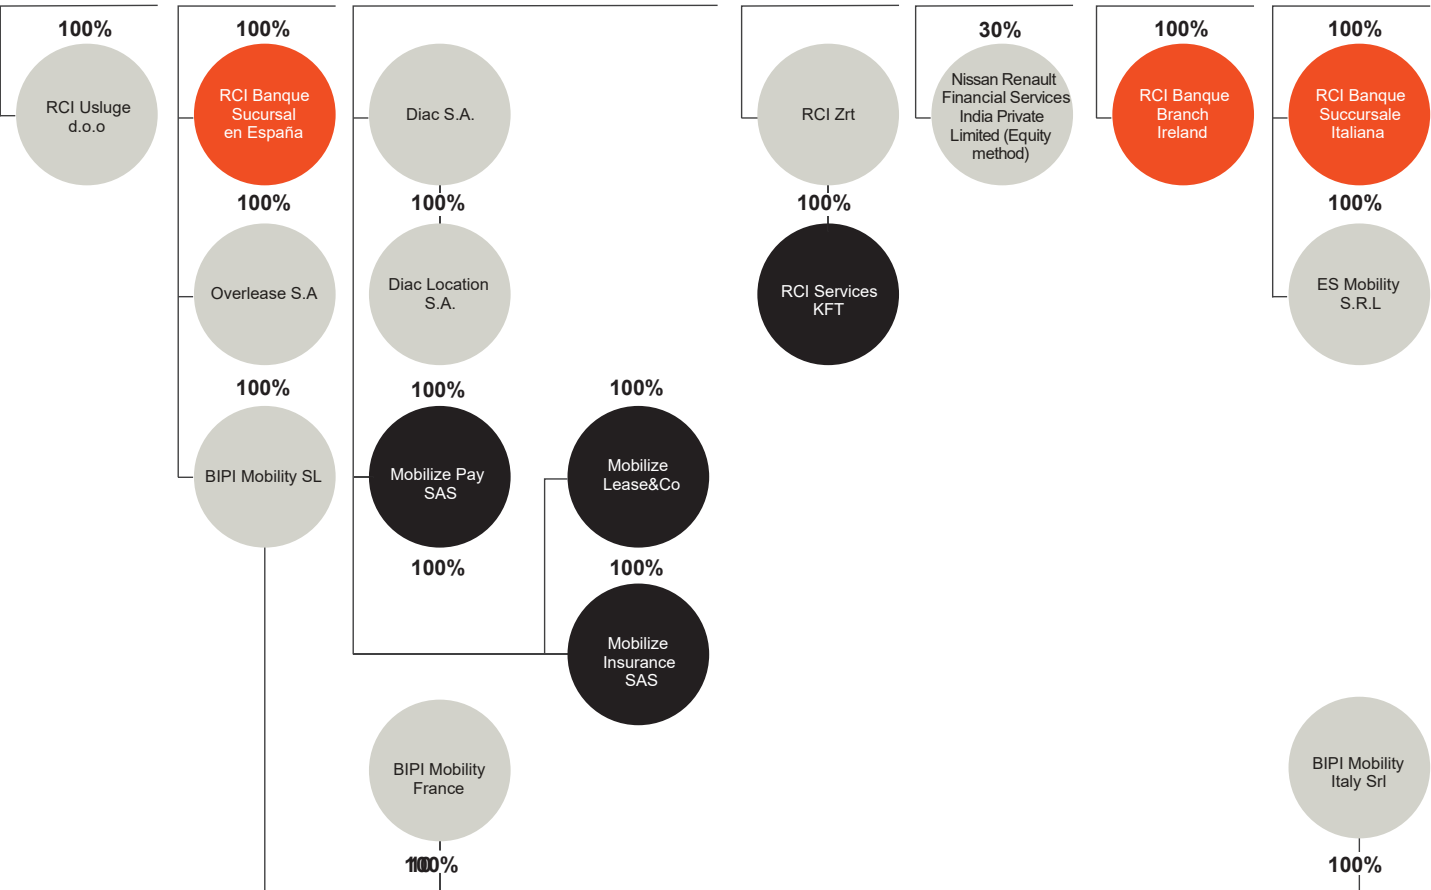 100%
RCI Usluge
d.o.o
100%
RCI Banque
Sucursal
en España
100%
Overlease S.A
100%
BIPI Mobility SL
Diac S.A.
100%
Diac Location
S.A.
100%
Mobilize Pay
SAS
100%
100%
Mobilize
Lease&Co
100%
Mobilize
Insurance
SAS
BIPI Mobility
France
100%
RCI Zrt
100%
RCI Services
KFT
30%
Nissan Renault
Financial Services
India Private
Limited (Equity
method)
100%
RCI Banque
Branch
Ireland
100%
RCI Banque
Succursale
Italiana
100%
ES Mobility
S.R.L
BIPI Mobility
Italy Srl
100%